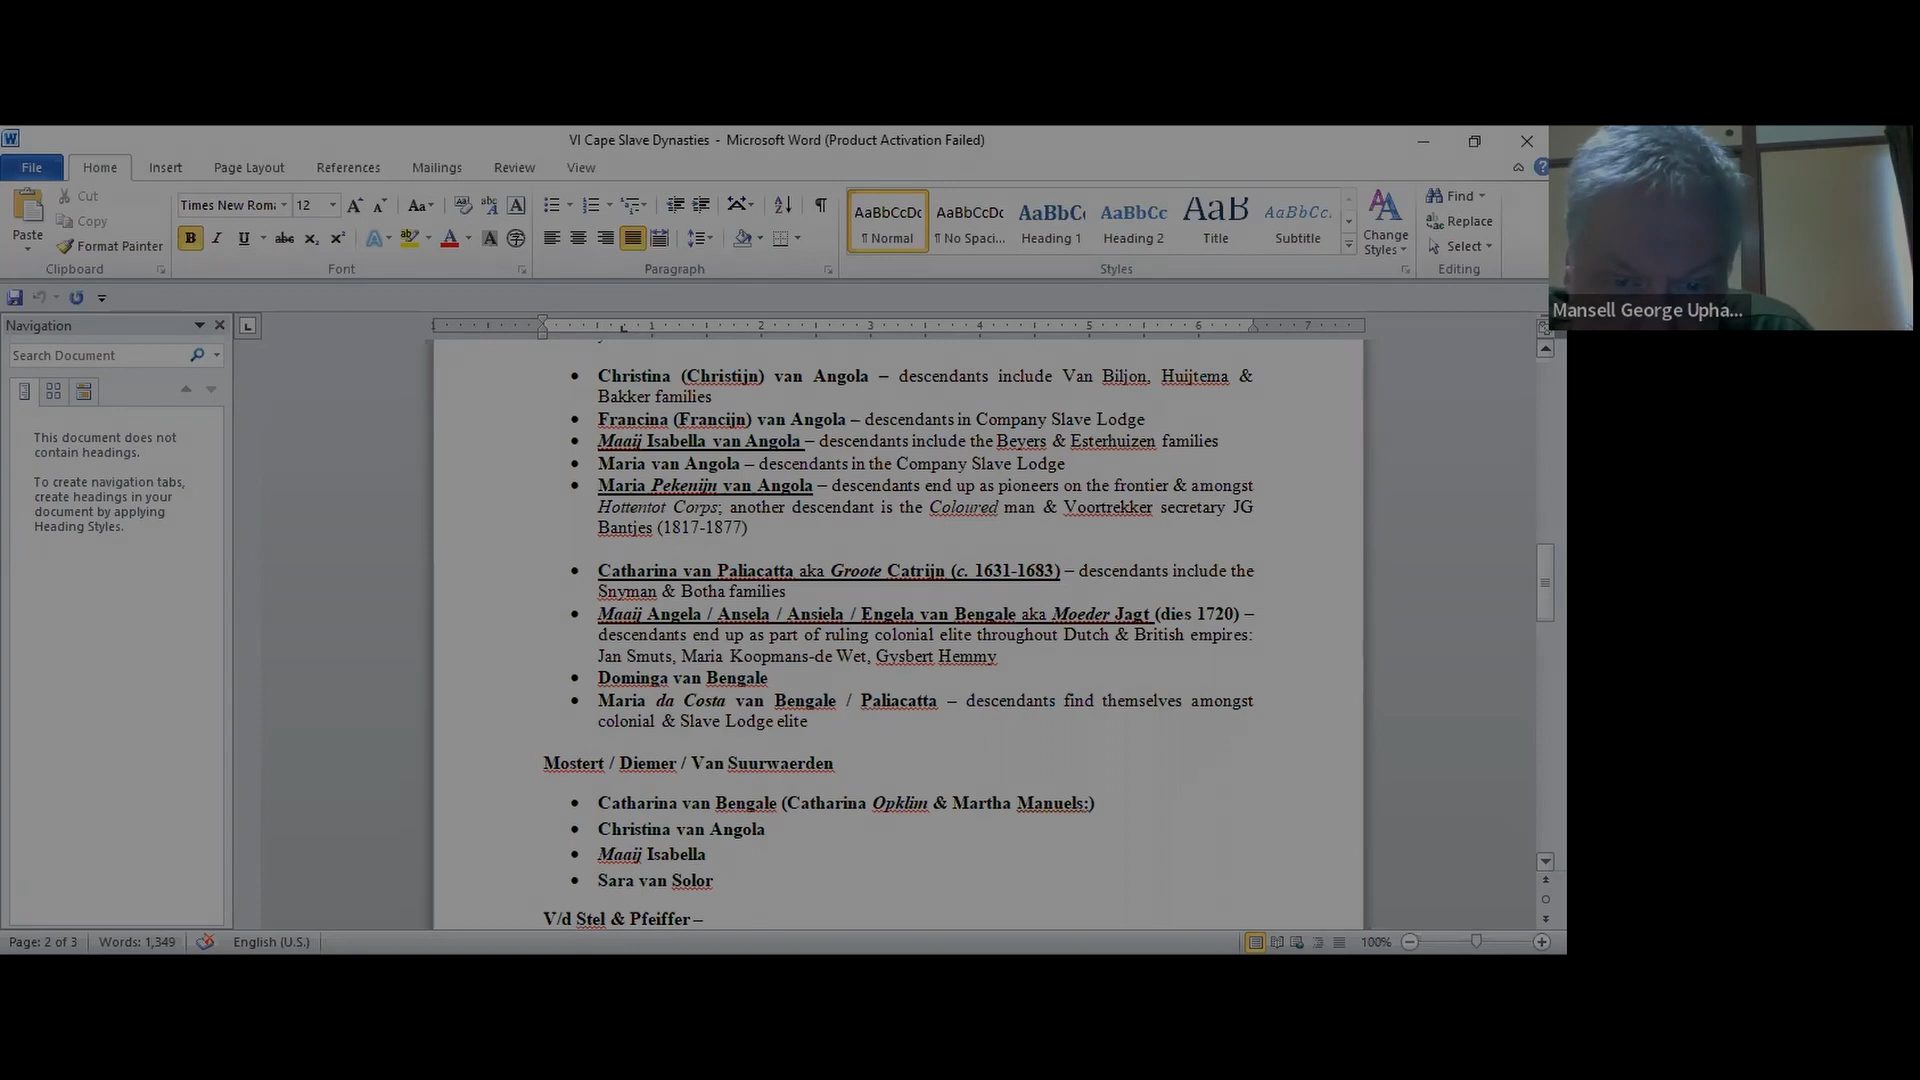 VI Cape Slave Dynasties - Microsoft Word (Product Activation Failed)
File Home Insert Page Layout References Mailings Review View
Paste
Cut
Copy
Format Painter
Clipboard
Times New Roma 12
Font
Paragraph
AaBbCcDc AaBbCcDc AaBbC AaBbCc AaB AaBbCc.
¶ Normal ¶ No Spaci... Heading 1 Heading 2 Title Subtitle
Change Styles
Styles
Find
Replace
Select
Editing
Mansell George Upha...
Navigation
Search Document
This document does not
contain headings.
To create navigation tabs,
create headings in your
document by applying
Heading Styles.
1 1 2 3 4 5 6 7
• Christina (Christijn) van Angola – descendants include Van Biljon, Huijtema &
Bakker families
• Francina (Francijn) van Angola – descendants in Company Slave Lodge
• Maaij Isabella van Angola – descendants include the Beyers & Esterhuizen families
• Maria van Angola – descendants in the Company Slave Lodge
• Maria Pekenijn van Angola – descendants end up as pioneers on the frontier & amongst
Hottentot Corps; another descendant is the Coloured man & Voortrekker secretary JG
Bantjes (1817-1877)
• Catharina van Paliacatta aka Groote Catrijn (c. 1631-1683) – descendants include the
Snyman & Botha families
• Maaij Angela / Ansela / Ansiela / Engela van Bengale aka Moeder Jagt (dies 1720) –
descendants end up as part of ruling colonial elite throughout Dutch & British empires:
Jan Smuts, Maria Koopmans-de Wet, Gysbert Hemmy
• Dominga van Bengale
• Maria da Costa van Bengale / Paliacatta – descendants find themselves amongst
colonial & Slave Lodge elite
Mostert / Diemer / Van Suurwaerden
• Catharina van Bengale (Catharina Opklim & Martha Manuels:)
• Christina van Angola
• Maaij Isabella
• Sara van Solor
V/d Stel & Pfeiffer –
Page: 2 of 3 Words: 1,349 English (U.S.) 100%